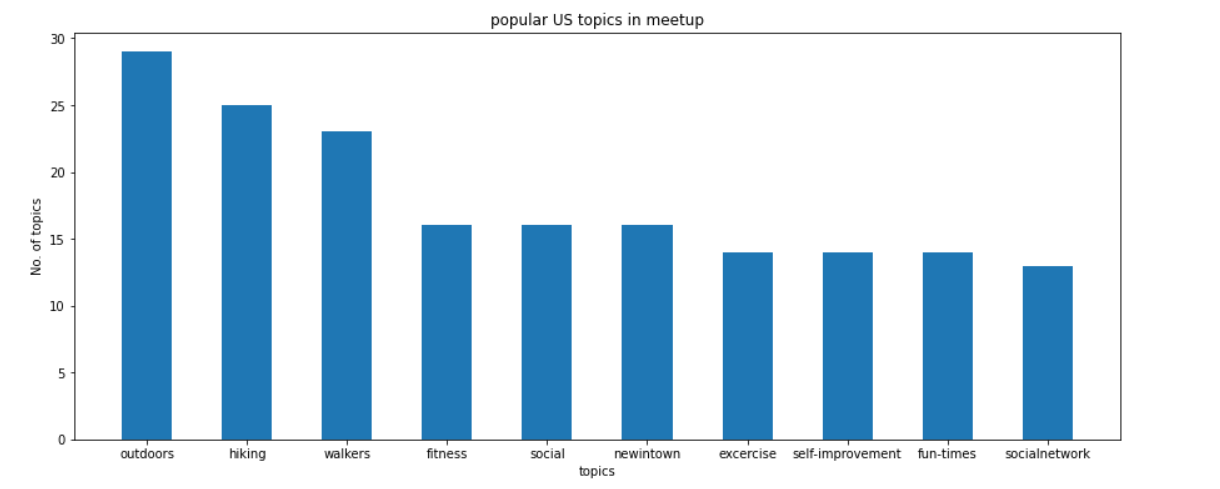 popular US topics in meetup
30
25
20
15
10
5
0
No. of topics
outdoors hiking walkers fitness social newintown excercise self-improvement fun-times socialnetwork
topics